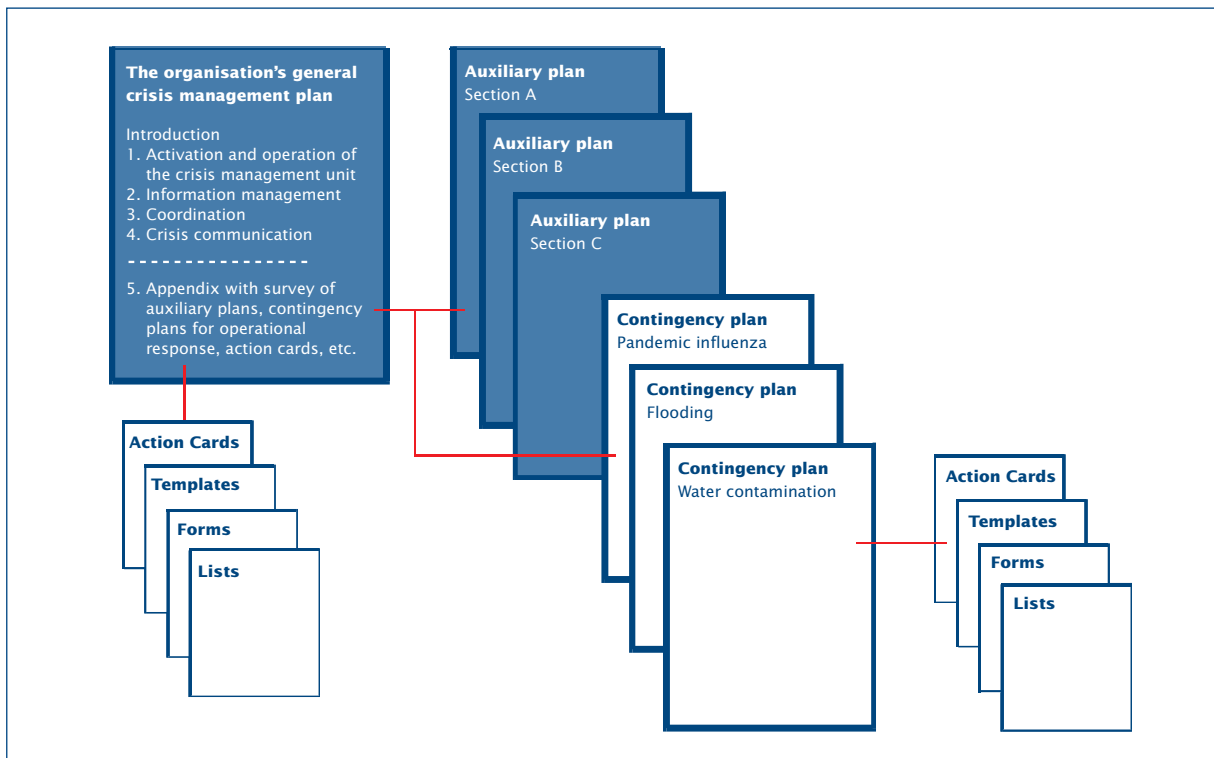 The organisation's general
crisis management plan
Introduction
1. Activation and operation of
the crisis management unit
2. Information management
3. Coordination
4. Crisis communication
5. Appendix with survey of
auxiliary plans, contingency
plans for operational
response, action cards, etc.
Action Cards
Templates
Forms
Lists
Auxiliary plan
Section A
Auxiliary plan
Section B
Auxiliary plan
Section C
Contingency plan
Pandemic influenza
Contingency plan
Flooding
Contingency plan
Water contamination
Action Cards
Templates
Forms
Lists